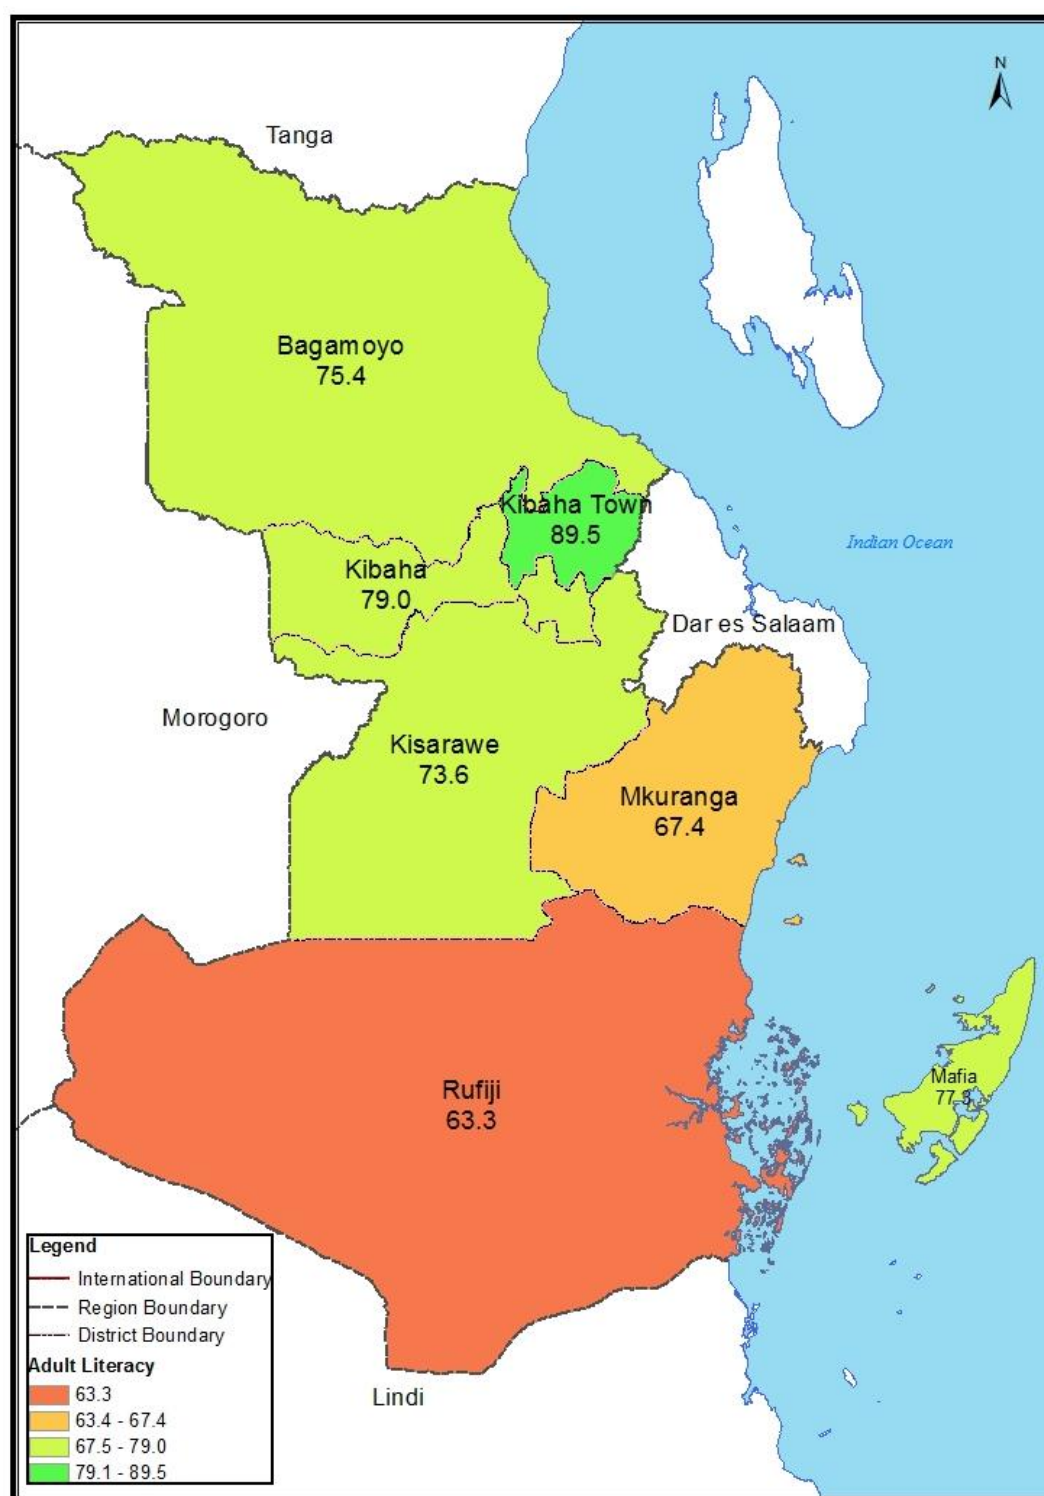 N
Tanga
Bagamoyo
75.4
Kibaha Town
89.5
Indian Ocean
Kibaha
79.0
Dar es Salaam
Morogoro
Kisarawe
73.6
Mkuranga
67.4
Mafia
77.3
Rufiji
63.3
Legend
International Boundary
Region Boundary
District Boundary
Adult Literacy
63.3
63.4 - 67.4
67.5 - 79.0
79.1 - 89.5
Lindi